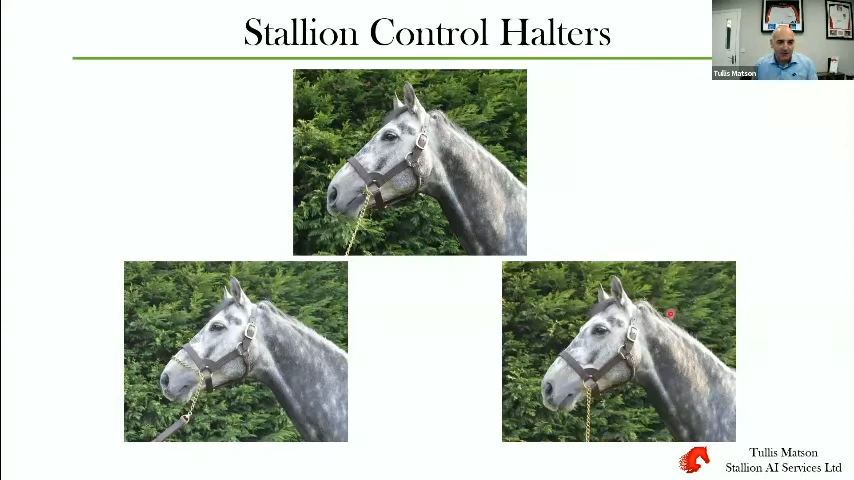 Stallion Control Halters
Tullis Matson
Tullis Matson
Stallion AI Services Ltd